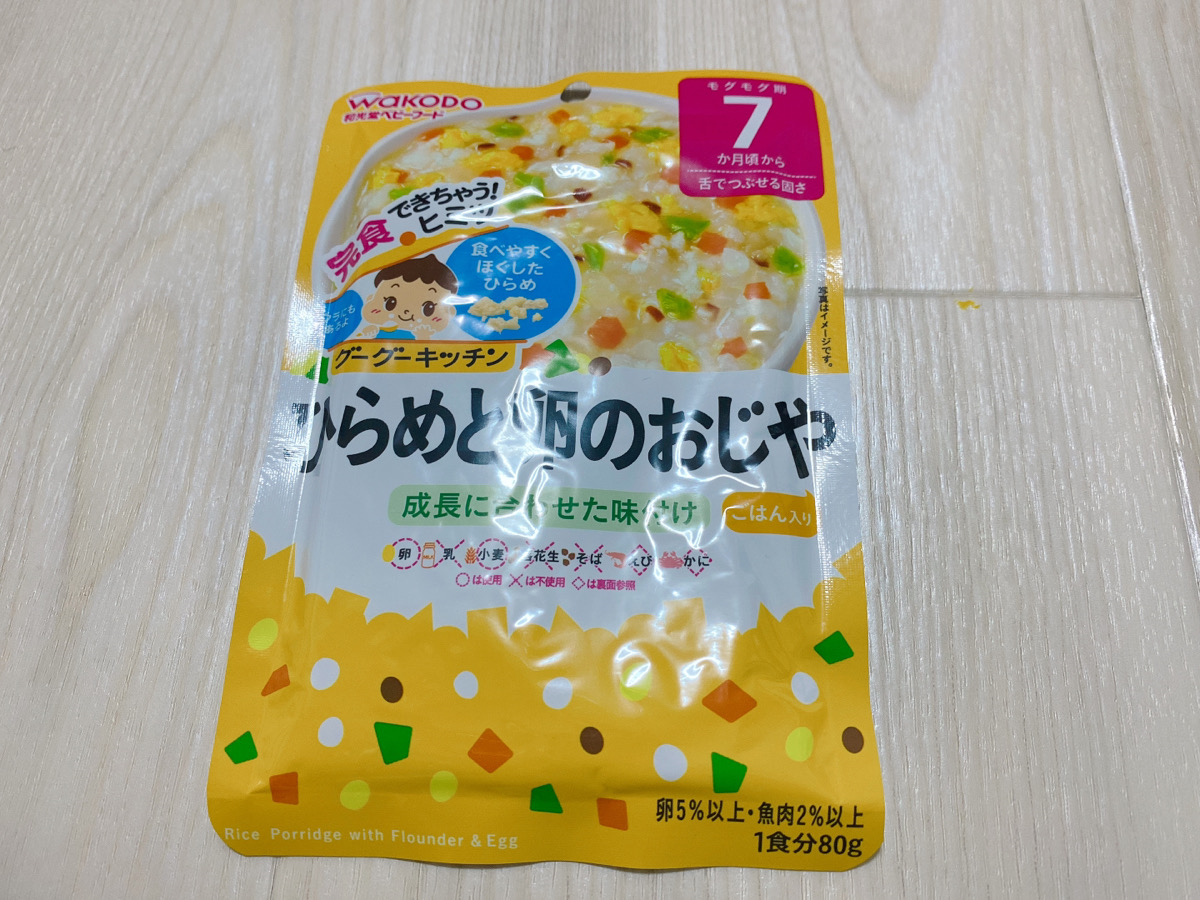 wakodo
和光堂ベビーフード
モグモグ期
7
か月頃から
舌でつぶせる固さ
完食できちゃう!
ヒミツ
食べやすく
ほぐした
ひらめ
グーグーキッチン
写真はイメージです。
ひらめと卵のおじや
成長に合わせた味付け
ごはん入り
卵 乳 小麦 落花生 そば えび かに
は使用 は不使用 は裏面参照
卵5%以上・魚肉2%以上
1食分80g
Rice Porridge with Flounder & Egg